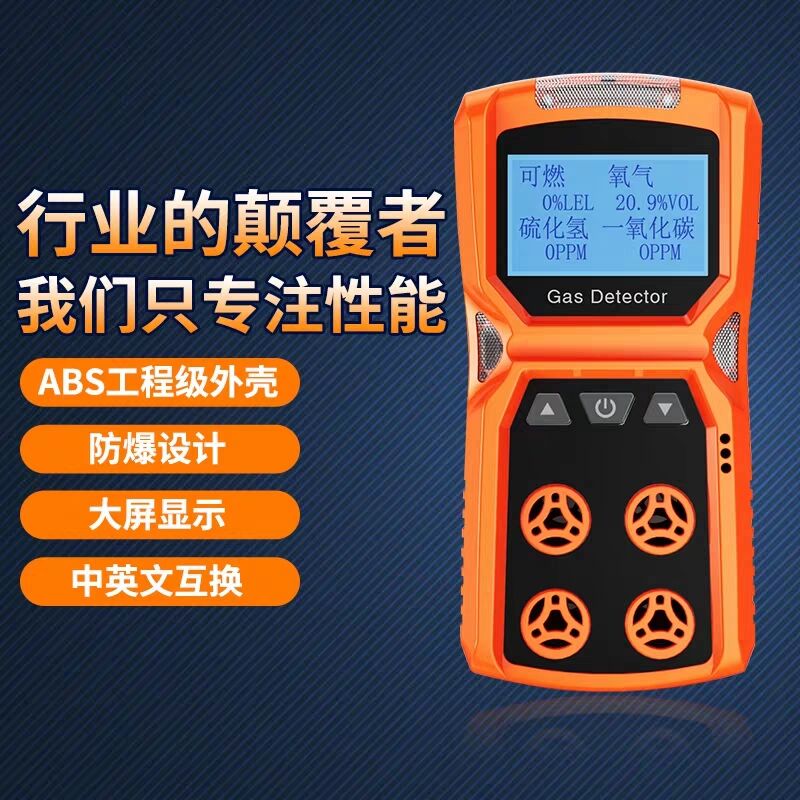 行业的颠覆者
我们只专注性能
ABS工程级外壳
防爆设计
大屏显示
中英文互换
可燃 氧气
0%LEL 20.9%VOL
硫化氢 一氧化碳
0PPM 0PPM
Gas Detector